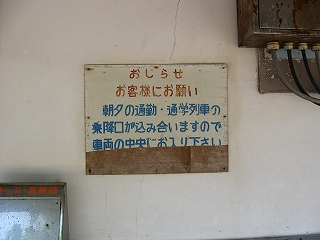 おしらせ
お客様にお願い
朝夕の通勤・通学列車の
乗降口が込み合いますので
車両の中央にお入り下さい